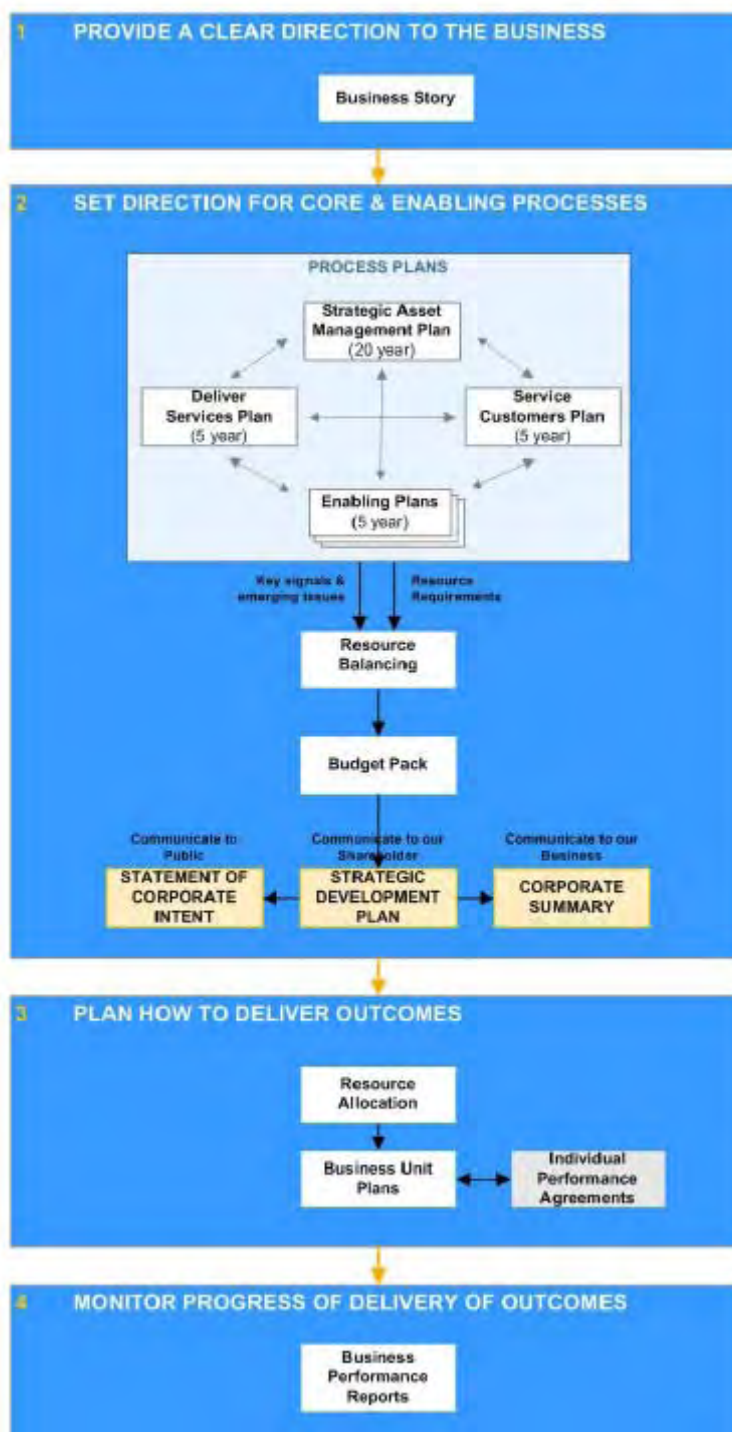 1 PROVIDE A CLEAR DIRECTION TO THE BUSINESS
Business Story
2 SET DIRECTION FOR CORE & ENABLING PROCESSES
PROCESS PLANS
Strategic Asset
Management Plan
(20 year)
Deliver
Services Plan
(5 year)
Service
Customers Plan
(5 year)
Enabling Plans
(5 year)
Key signals &
emerging issues
Resource
Requirements
Resource
Balancing
Budget Pack
Communicate to
Public
STATEMENT OF
CORPORATE
INTENT
Communicate to our
Shareholder
STRATEGIC
DEVELOPMENT
PLAN
Communicate to our
Business
CORPORATE
SUMMARY
3 PLAN HOW TO DELIVER OUTCOMES
Resource
Allocation
Business Unit
Plans
Individual
Performance
Agreements
4 MONITOR PROGRESS OF DELIVERY OF OUTCOMES
Business
Performance
Reports